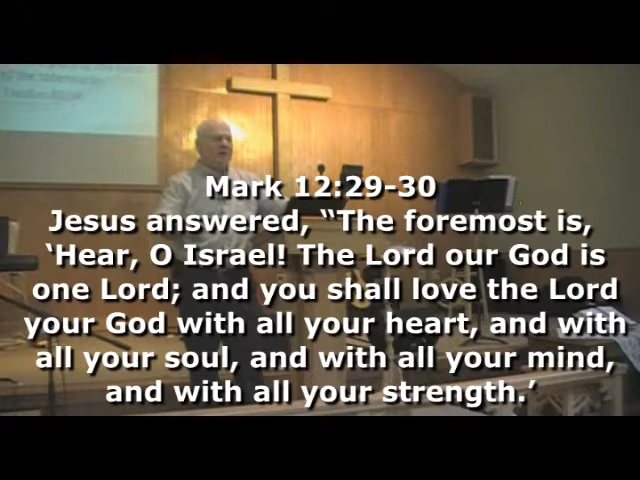 Mark 12:29-30
Jesus answered, “The foremost is,
‘Hear, O Israel! The Lord our God is
one Lord; and you shall love the Lord
your God with all your heart, and with
all your soul, and with all your mind,
and with all your strength.’